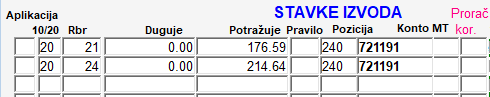 STAVKE IZVODA
Aplikacija Prorač
10/20 Rbr Duguje Potražuje Pravilo Pozicija Konto MT kor.
20 21 0.00 176.59 240 721191
20 24 0.00 214.64 240 721191